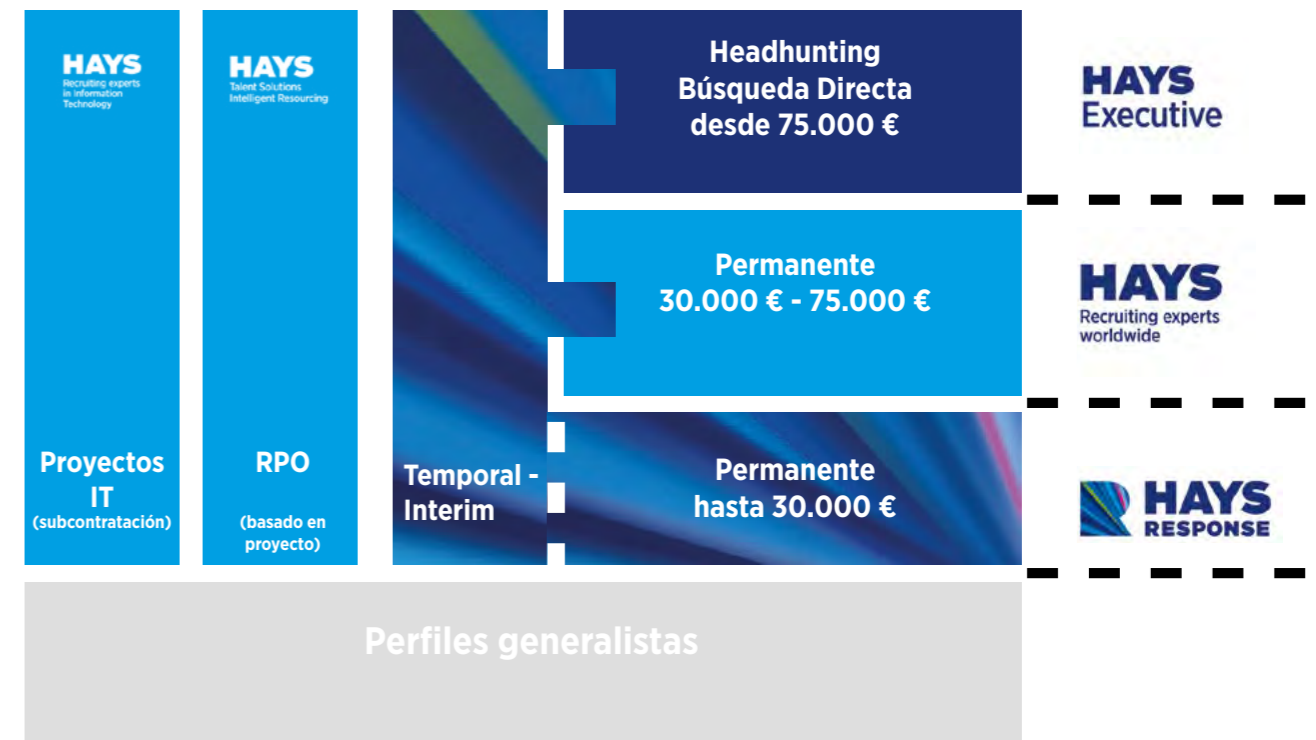 HAYS
Recruiting experts
in Information
Technology
Proyectos
IT
(subcontratación)
HAYS
Talent Solutions
Intelligent Resourcing
RPO
(basado en
proyecto)
Temporal -
Interim
Headhunting
Búsqueda Directa
desde 75.000 €
HAYS
Executive
Permanente
30.000 € - 75.000 €
HAYS
Recruiting experts
worldwide
Permanente
hasta 30.000 €
HAYS
RESPONSE
Perfiles generalistas